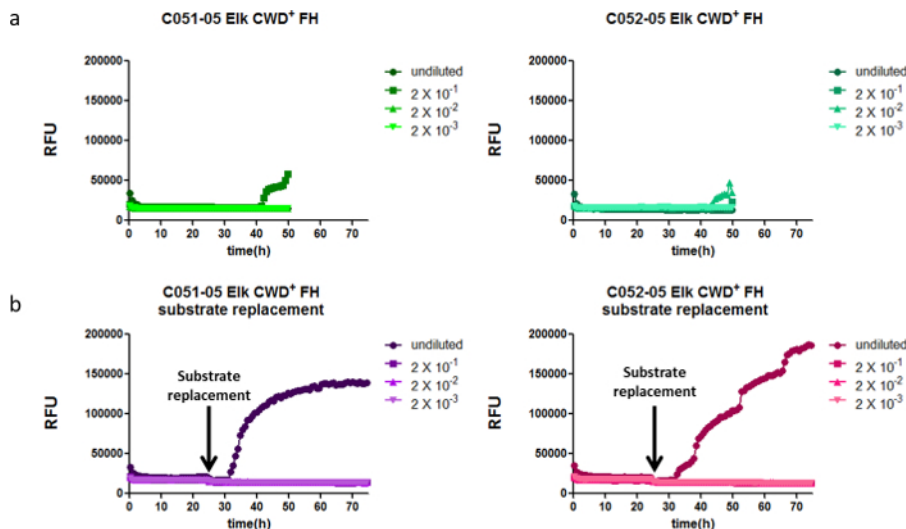 a
C051-05 Elk CWD⁺ FH
200000
150000
100000
50000
0
RFU
0 10 20 30 40 50 60 70
time(h)
undiluted
2 X 10⁻¹
2 X 10⁻²
2 X 10⁻³
C052-05 Elk CWD⁺ FH
200000
150000
100000
50000
0
RFU
0 10 20 30 40 50 60 70
time(h)
undiluted
2 X 10⁻¹
2 X 10⁻²
2 X 10⁻³
b
C051-05 Elk CWD⁺ FH
substrate replacement
200000
150000
100000
50000
0
RFU
Substrate
replacement
0 10 20 30 40 50 60 70
time(h)
undiluted
2 X 10⁻¹
2 X 10⁻²
2 X 10⁻³
C052-05 Elk CWD⁺ FH
substrate replacement
200000
150000
100000
50000
0
RFU
Substrate
replacement
0 10 20 30 40 50 60 70
time(h)
undiluted
2 X 10⁻¹
2 X 10⁻²
2 X 10⁻³